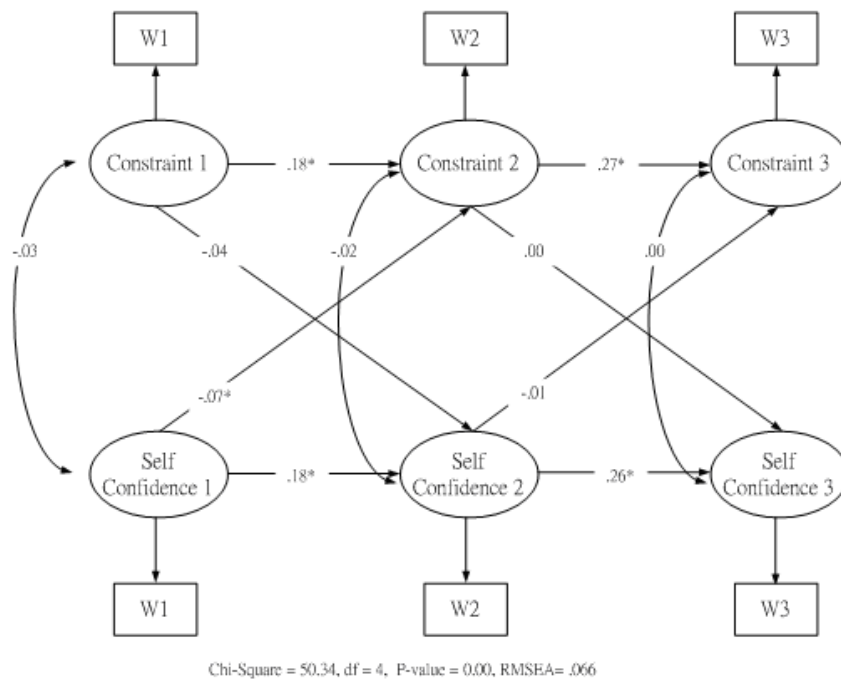 W1 W2 W3
Constraint 1 .18* Constraint 2 .27* Constraint 3
-.03 -.04 -.02 .00 .00
-.07* -.01
Self Self Self
Confidence 1 .18* Confidence 2 .26* Confidence 3
W1 W2 W3
Chi-Square = 50.34, df = 4, P-value = 0.00, RMSEA= .066